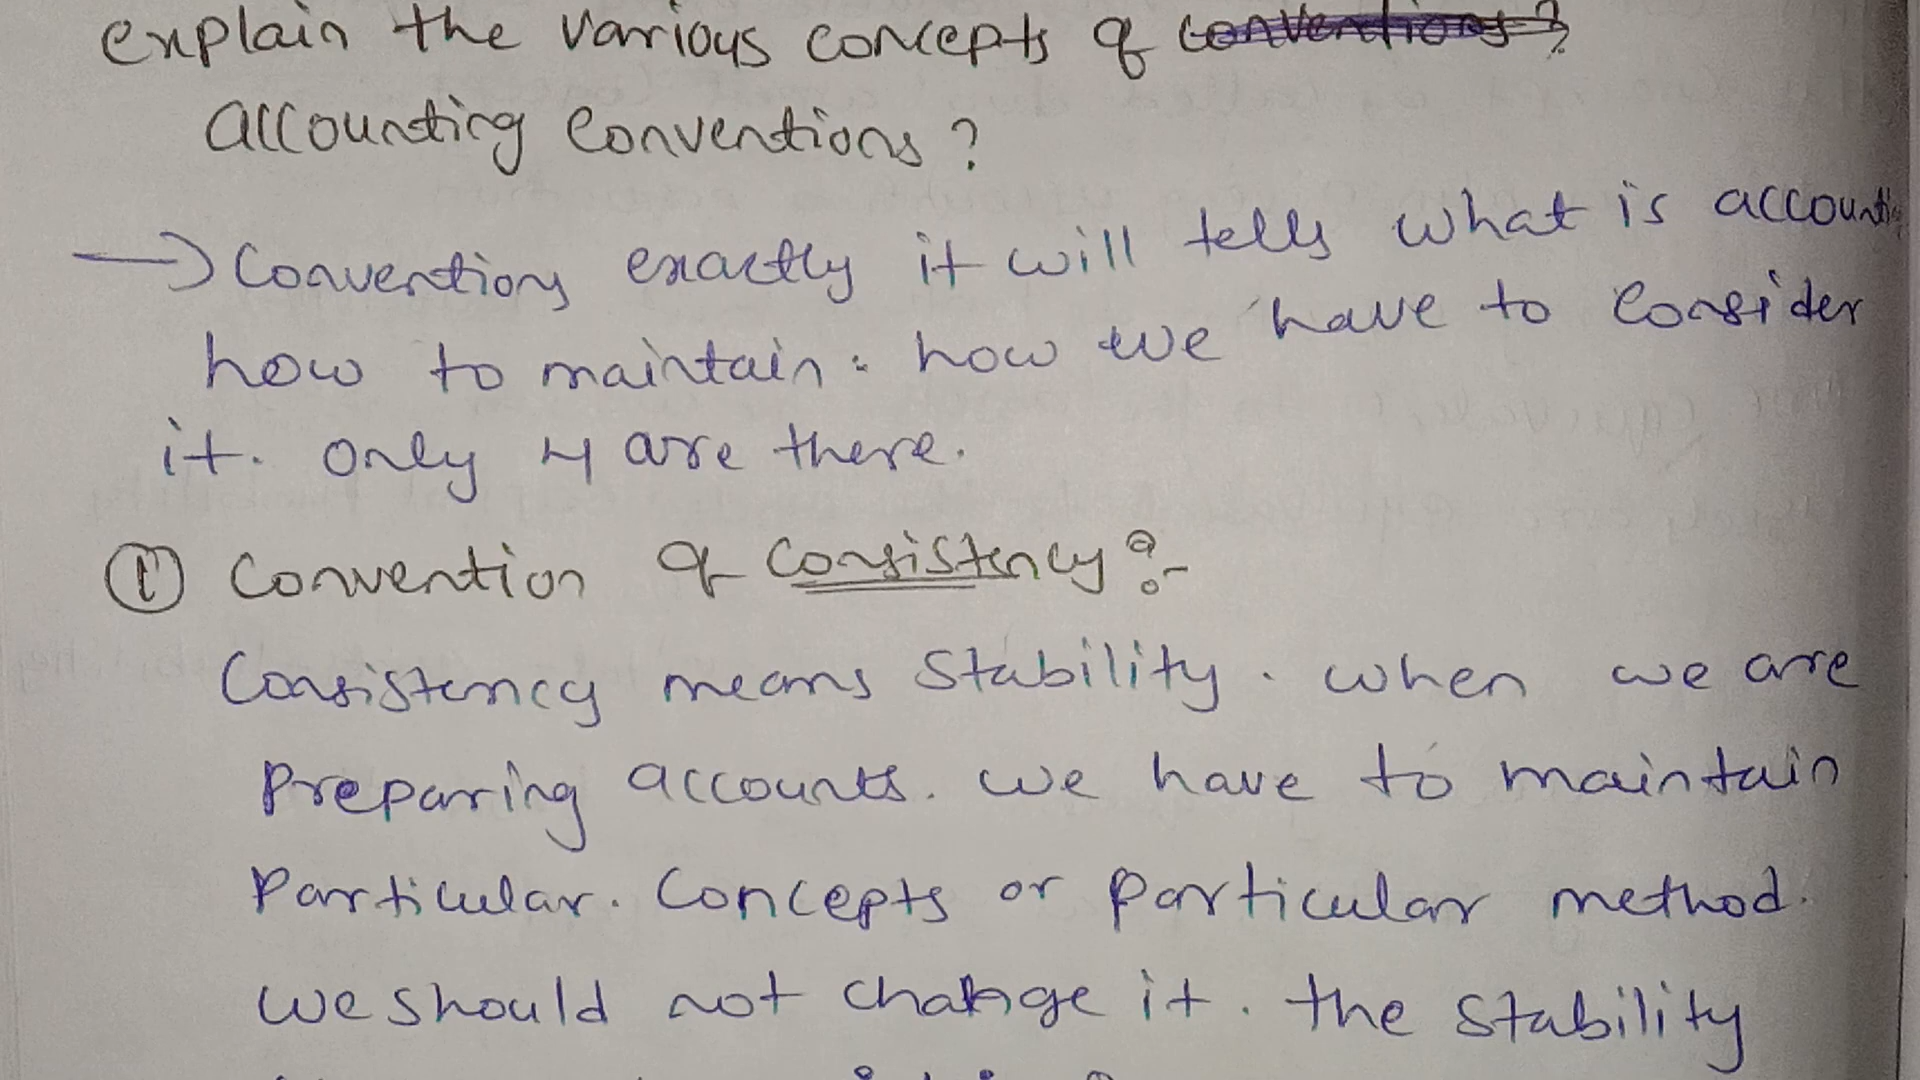 explain the various concepts of conventions?
accounting conventions?
→ Conventions exactly it will tells what is accounting
how to maintain: how we have to consider
it. only 4 are there.
① Convention of Consistency?-
Consistency means Stability. when we are
Preparing accounts. we have to maintain
Particular. Concepts or particular method.
we should not change it. the stability